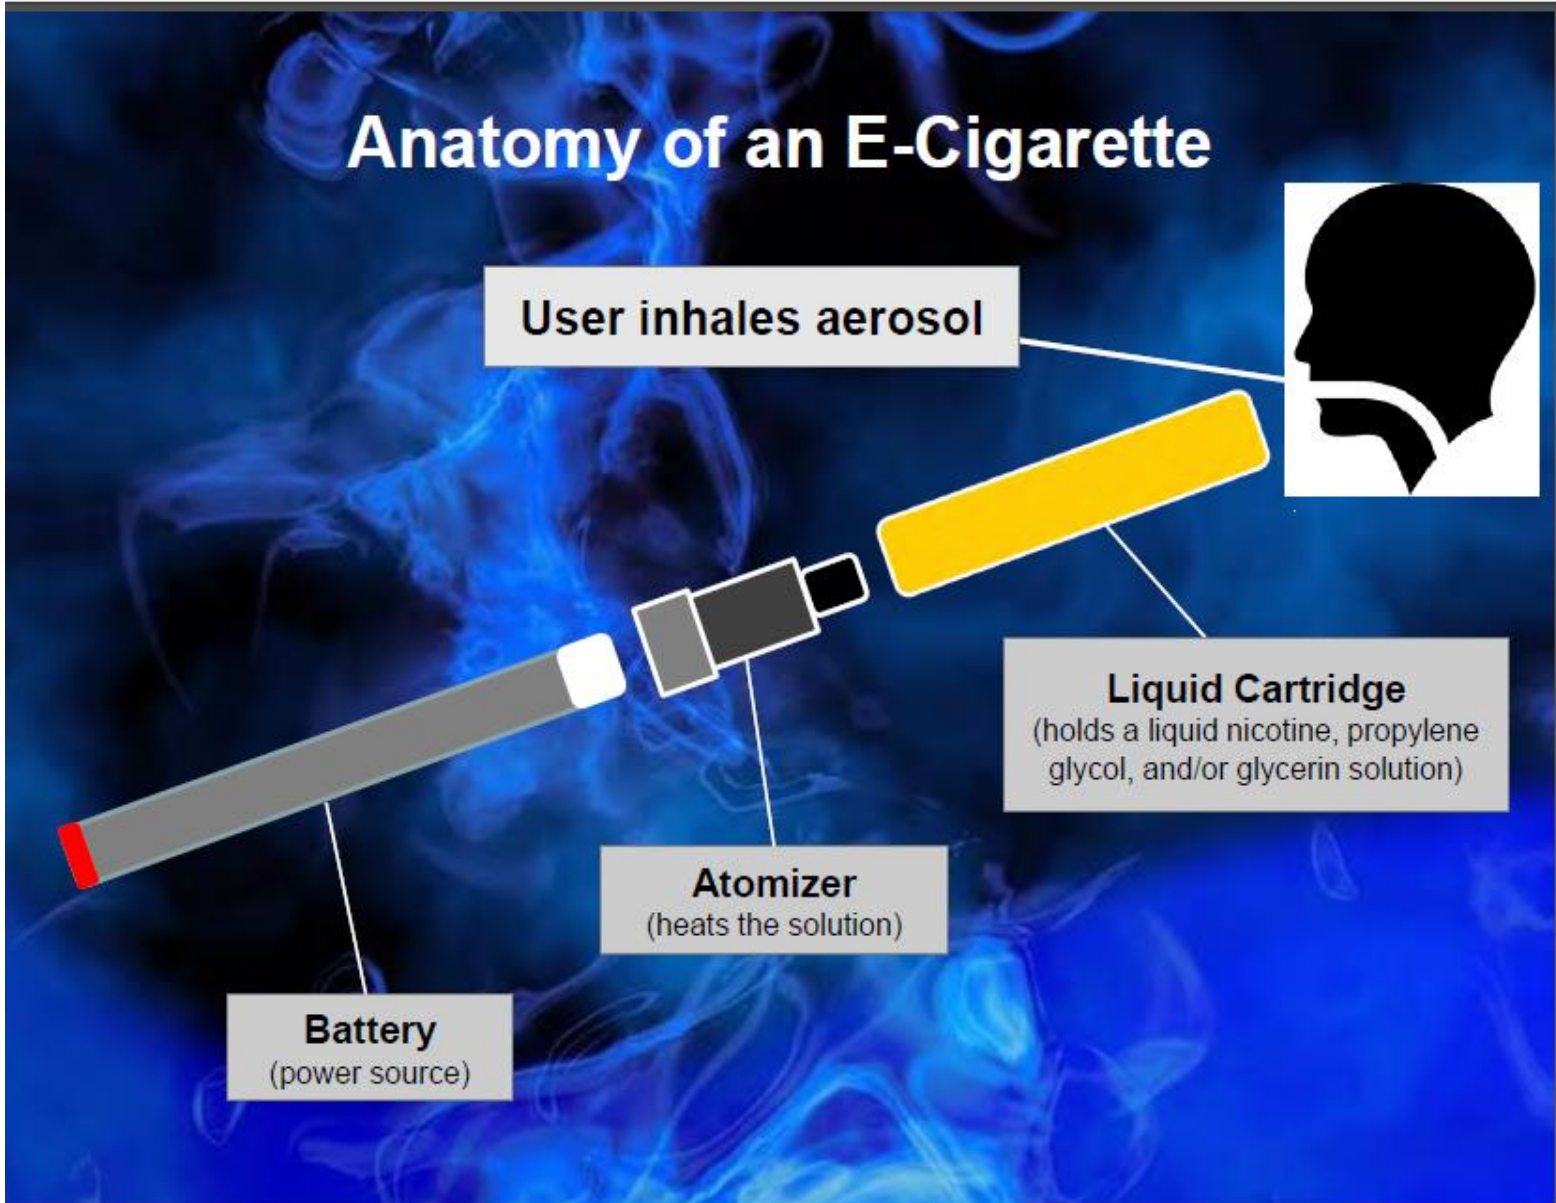 Anatomy of an E-Cigarette
User inhales aerosol
Liquid Cartridge
(holds a liquid nicotine, propylene
glycol, and/or glycerin solution)
Atomizer
(heats the solution)
Battery
(power source)